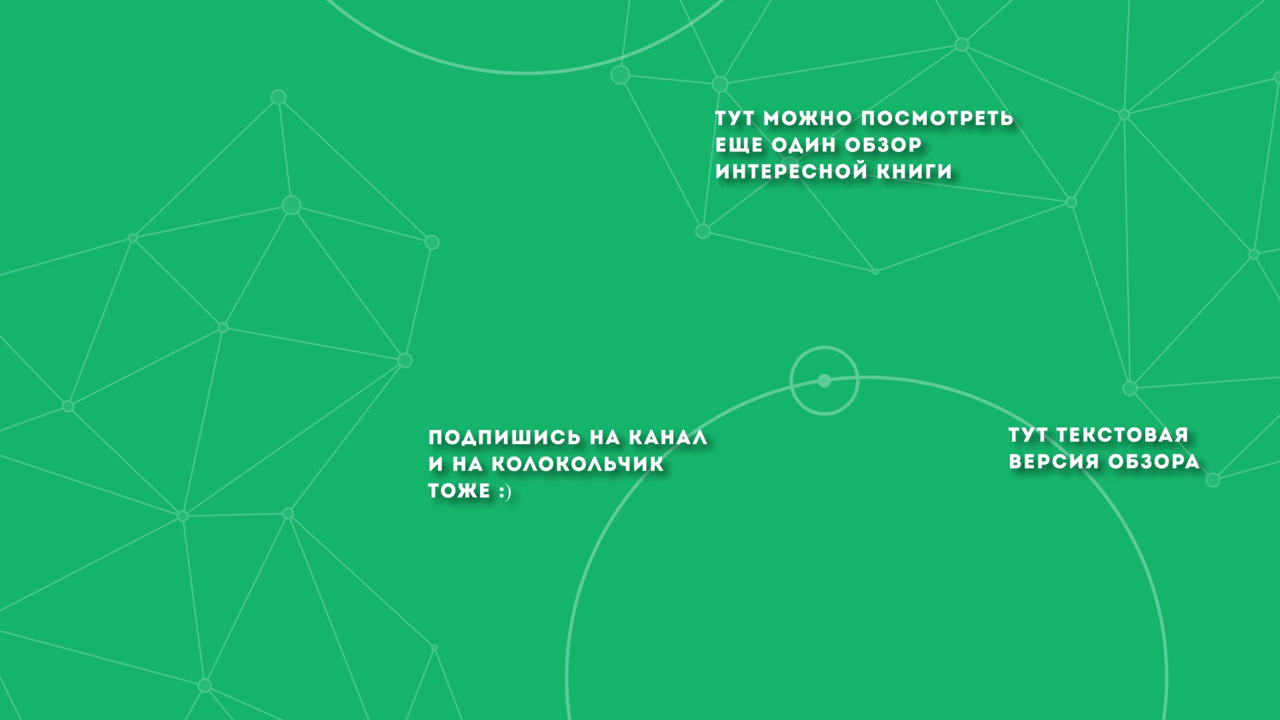 ТУТ МОЖНО ПОСМОТРЕТЬ
ЕЩЕ ОДИН ОБЗОР
ИНТЕРЕСНОЙ КНИГИ
ПОДПИШИСЬ НА КАНАЛ
И НА КОЛОКОЛЬЧИК
ТОЖЕ :)
ТУТ ТЕКСТОВАЯ
ВЕРСИЯ ОБЗОРА